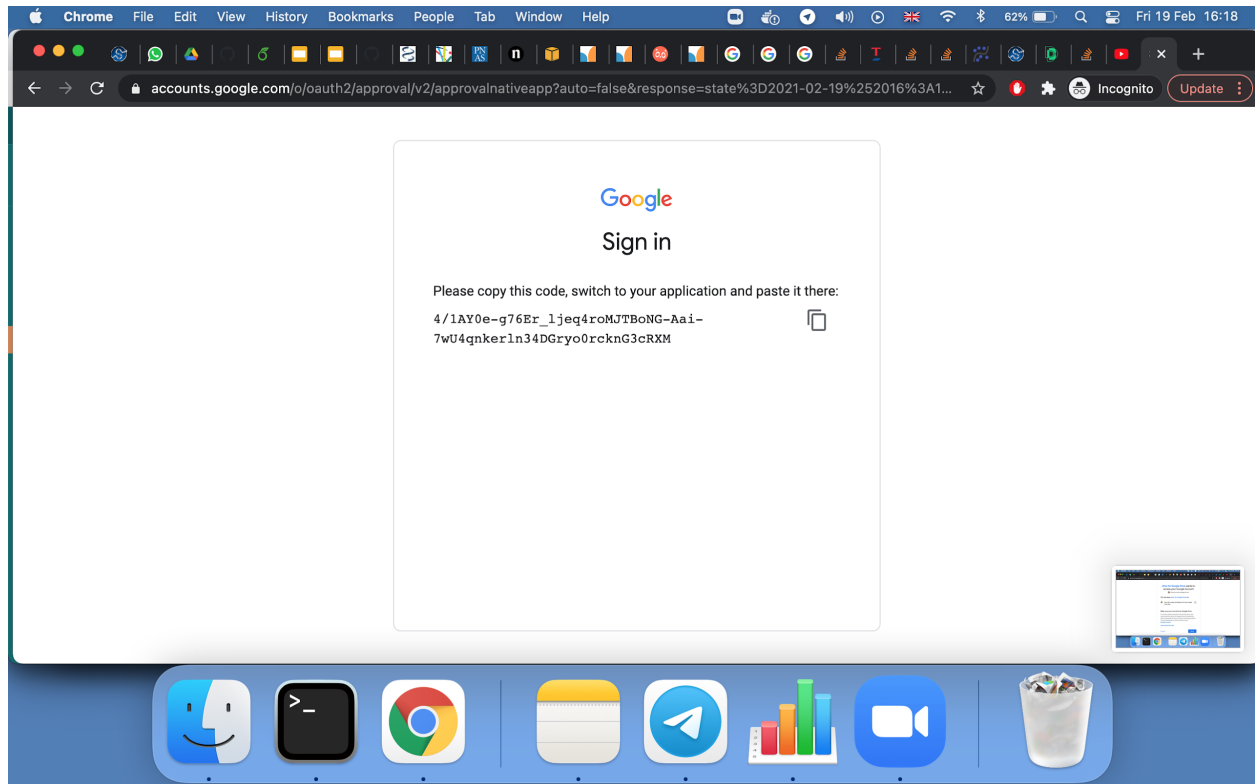 Chrome File Edit View History Bookmarks People Tab Window Help 62% Fri 19 Feb 16:18
PN
AS
n
accounts.google.com/o/oauth2/approval/v2/approvalnativeapp?auto=false&response=state%3D2021-02-19%252016%3A1... Incognito Update
Google
Sign in
Please copy this code, switch to your application and paste it there:
4/1AY0e-g76Er_ljeq4roMJTBoNG-Aai-
7wU4qnkerln34DGryo0rcknG3cRXM